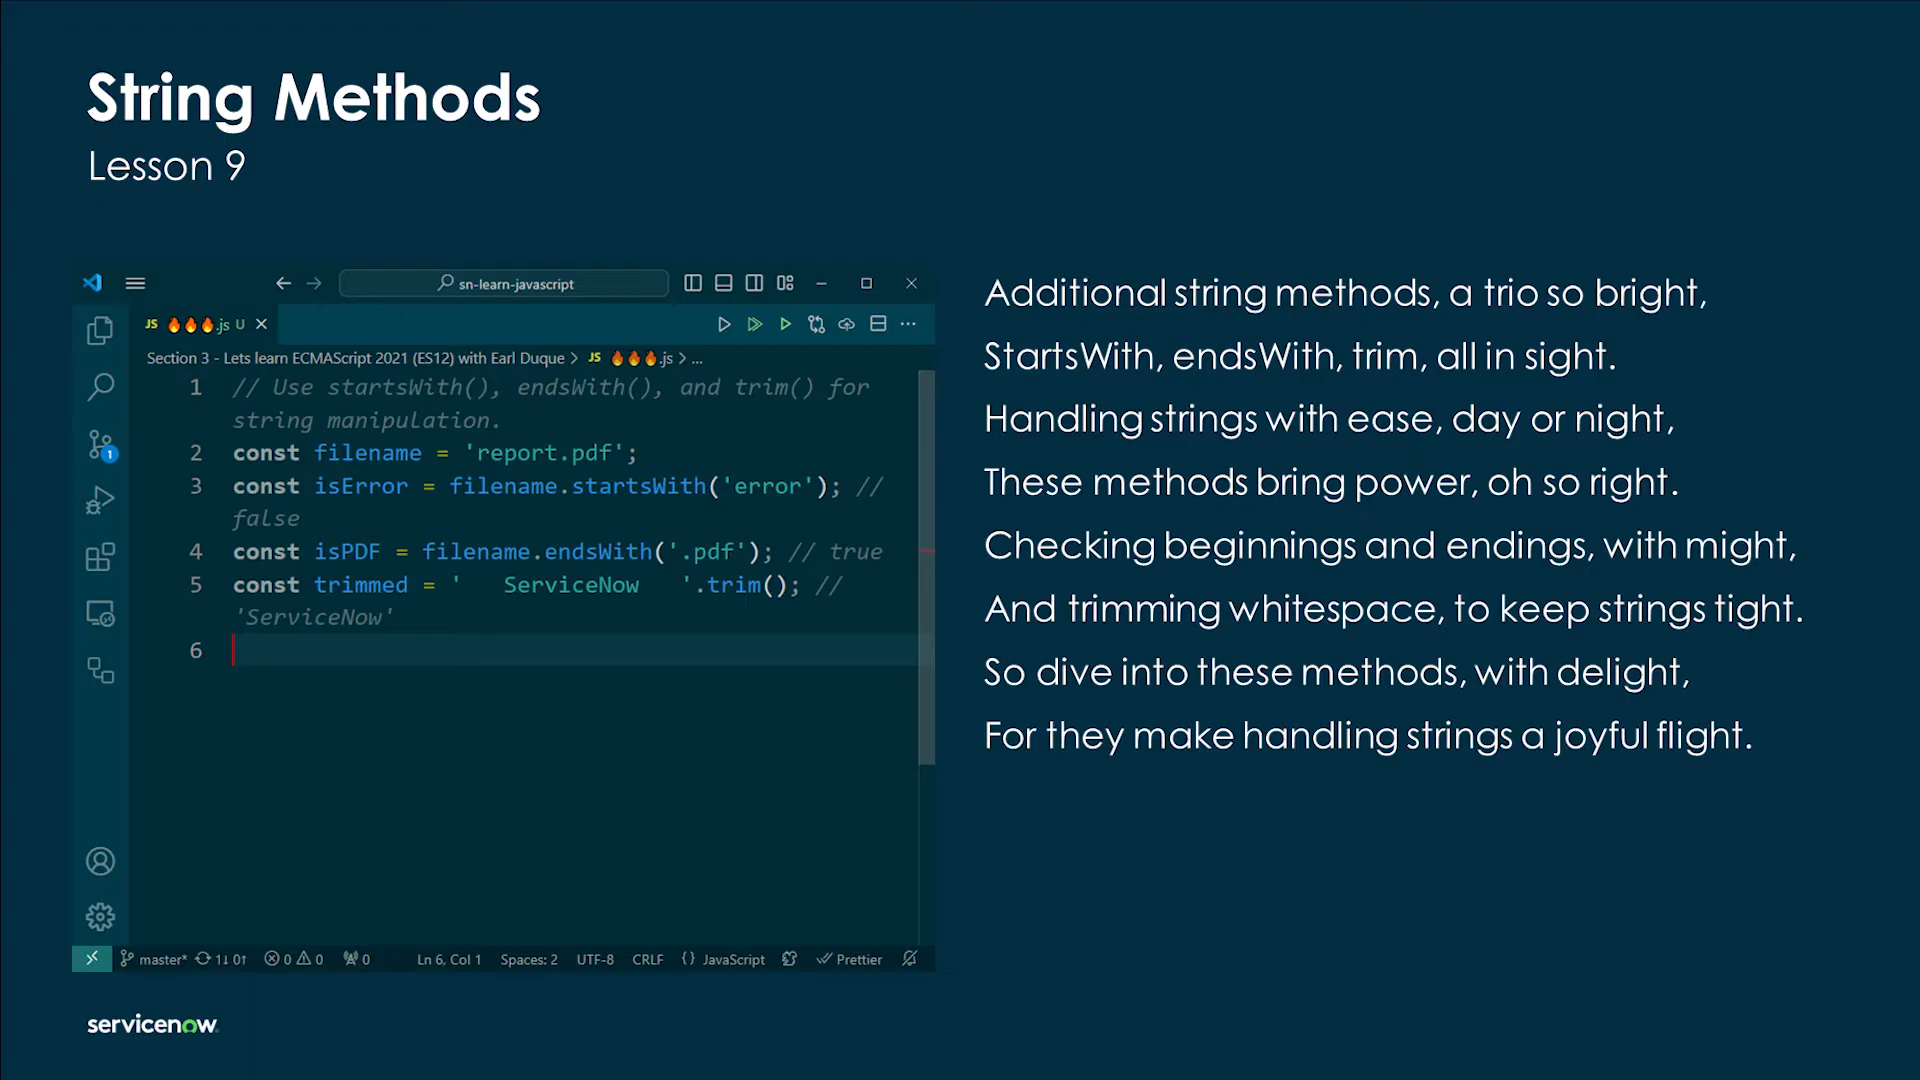 String Methods
Lesson 9
sn-learn-javascript
JS 🔥🔥🔥.js U
Section 3 - Lets learn ECMAScript 2021 (ES12) with Earl Duque > JS 🔥🔥🔥.js > ...
1 // Use startsWith(), endsWith(), and trim() for
string manipulation.
2 const filename = 'report.pdf';
3 const isError = filename.startsWith('error'); //
false
4 const isPDF = filename.endsWith('.pdf'); // true
5 const trimmed = '   ServiceNow   '.trim(); //
'ServiceNow'
6
1
master* 1↓ 0↑ 0 0 0 Ln 6, Col 1 Spaces: 2 UTF-8 CRLF {} JavaScript Prettier
Additional string methods, a trio so bright,
StartsWith, endsWith, trim, all in sight.
Handling strings with ease, day or night,
These methods bring power, oh so right.
Checking beginnings and endings, with might,
And trimming whitespace, to keep strings tight.
So dive into these methods, with delight,
For they make handling strings a joyful flight.
servicenow